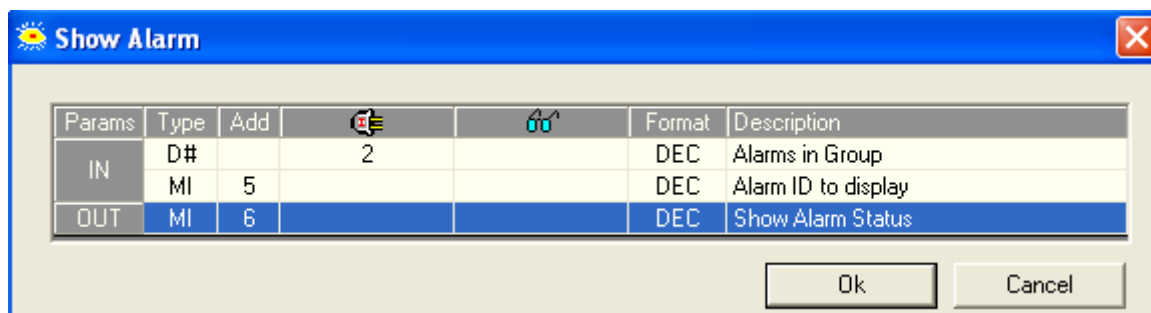 Show Alarm
Params Type Add Format Description
IN D# 2 DEC Alarms in Group
MI 5 DEC Alarm ID to display
OUT MI 6 DEC Show Alarm Status
Ok Cancel